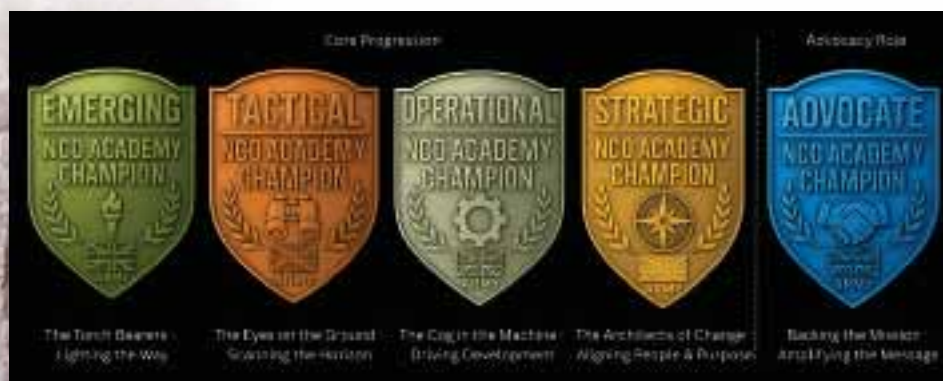 Core Progression
Advocacy Role
EMERGING
NCO ACADEMY
CHAMPION
TACTICAL
NCO ACADEMY
CHAMPION
OPERATIONAL
NCO ACADEMY
CHAMPION
STRATEGIC
NCO ACADEMY
CHAMPION
ARMY
ADVOCATE
NCO ACADEMY
CHAMPION
ARMY
The Torch Bearers
Lighting the Way
The Eyes on the Ground
Scanning the Horizon
The Cog in the Machine
Driving Development
The Architects of Change
Aligning People & Purpose
Backing the Mission
Amplifying the Message